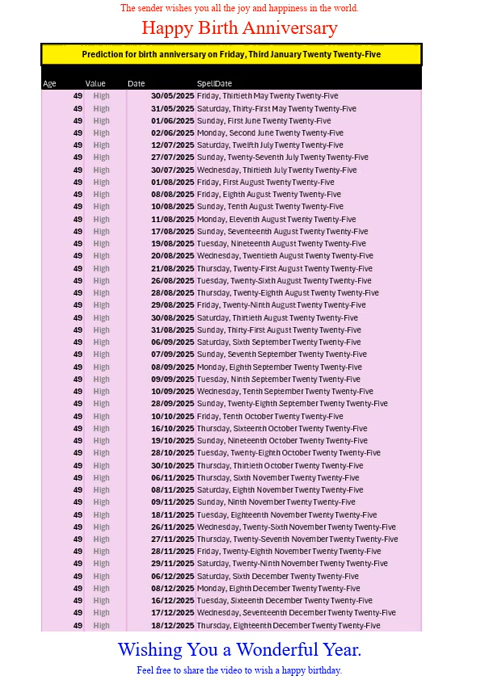 The sender wishes you all the joy and happiness in the world.
Happy Birth Anniversary
Prediction for birth anniversary on Friday, Third January Twenty Twenty-Five
Age Value Date SpellDate
49 High 30/05/2025 Friday, Thirtieth May Twenty Twenty-Five
49 High 31/05/2025 Saturday, Thirty-First May Twenty Twenty-Five
49 High 01/06/2025 Sunday, First June Twenty Twenty-Five
49 High 02/06/2025 Monday, Second June Twenty Twenty-Five
49 High 12/07/2025 Saturday, Twelfth July Twenty Twenty-Five
49 High 27/07/2025 Sunday, Twenty-Seventh July Twenty Twenty-Five
49 High 30/07/2025 Wednesday, Thirtieth July Twenty Twenty-Five
49 High 01/08/2025 Friday, First August Twenty Twenty-Five
49 High 08/08/2025 Friday, Eighth August Twenty Twenty-Five
49 High 10/08/2025 Sunday, Tenth August Twenty Twenty-Five
49 High 11/08/2025 Monday, Eleventh August Twenty Twenty-Five
49 High 17/08/2025 Sunday, Seventeenth August Twenty Twenty-Five
49 High 19/08/2025 Tuesday, Nineteenth August Twenty Twenty-Five
49 High 20/08/2025 Wednesday, Twentieth August Twenty Twenty-Five
49 High 21/08/2025 Thursday, Twenty-First August Twenty Twenty-Five
49 High 26/08/2025 Tuesday, Twenty-Sixth August Twenty Twenty-Five
49 High 28/08/2025 Thursday, Twenty-Eighth August Twenty Twenty-Five
49 High 29/08/2025 Friday, Twenty-Ninth August Twenty Twenty-Five
49 High 30/08/2025 Saturday, Thirtieth August Twenty Twenty-Five
49 High 31/08/2025 Sunday, Thirty-First August Twenty Twenty-Five
49 High 06/09/2025 Saturday, Sixth September Twenty Twenty-Five
49 High 07/09/2025 Sunday, Seventh September Twenty Twenty-Five
49 High 08/09/2025 Monday, Eighth September Twenty Twenty-Five
49 High 09/09/2025 Tuesday, Ninth September Twenty Twenty-Five
49 High 10/09/2025 Wednesday, Tenth September Twenty Twenty-Five
49 High 28/09/2025 Sunday, Twenty-Eighth September Twenty Twenty-Five
49 High 10/10/2025 Friday, Tenth October Twenty Twenty-Five
49 High 16/10/2025 Thursday, Sixteenth October Twenty Twenty-Five
49 High 19/10/2025 Sunday, Nineteenth October Twenty Twenty-Five
49 High 28/10/2025 Tuesday, Twenty-Eighth October Twenty Twenty-Five
49 High 30/10/2025 Thursday, Thirtieth October Twenty Twenty-Five
49 High 06/11/2025 Thursday, Sixth November Twenty Twenty-Five
49 High 08/11/2025 Saturday, Eighth November Twenty Twenty-Five
49 High 09/11/2025 Sunday, Ninth November Twenty Twenty-Five
49 High 18/11/2025 Tuesday, Eighteenth November Twenty Twenty-Five
49 High 26/11/2025 Wednesday, Twenty-Sixth November Twenty Twenty-Five
49 High 27/11/2025 Thursday, Twenty-Seventh November Twenty Twenty-Five
49 High 28/11/2025 Friday, Twenty-Eighth November Twenty Twenty-Five
49 High 29/11/2025 Saturday, Twenty-Ninth November Twenty Twenty-Five
49 High 06/12/2025 Saturday, Sixth December Twenty Twenty-Five
49 High 08/12/2025 Monday, Eighth December Twenty Twenty-Five
49 High 16/12/2025 Tuesday, Sixteenth December Twenty Twenty-Five
49 High 17/12/2025 Wednesday, Seventeenth December Twenty Twenty-Five
49 High 18/12/2025 Thursday, Eighteenth December Twenty Twenty-Five
Wishing You a Wonderful Year.
Feel free to share the video to wish a happy birthday.